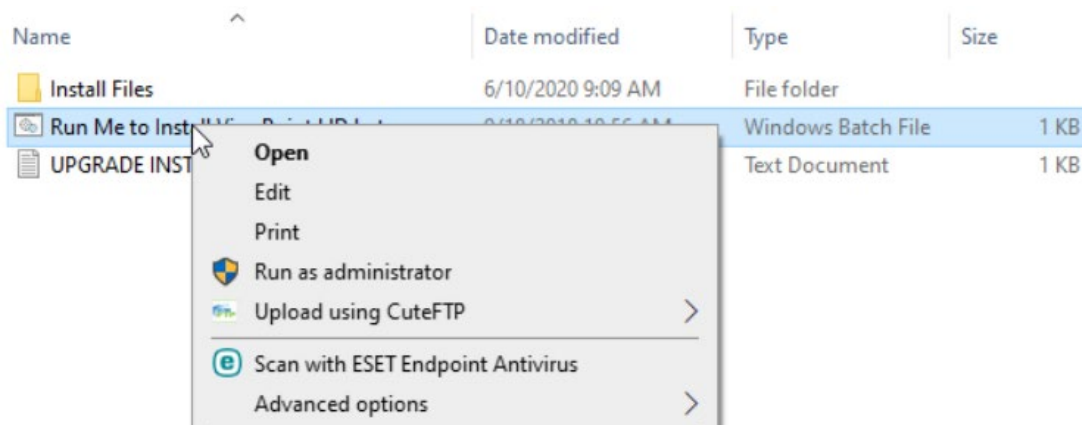 Name Date modified Type Size
Install Files 6/10/2020 9:09 AM File folder
Run Me to Install Windows Batch File 1 KB
UPGRADE INST Text Document 1 KB
Open
Edit
Print
Run as administrator
Upload using CuteFTP
Scan with ESET Endpoint Antivirus
Advanced options